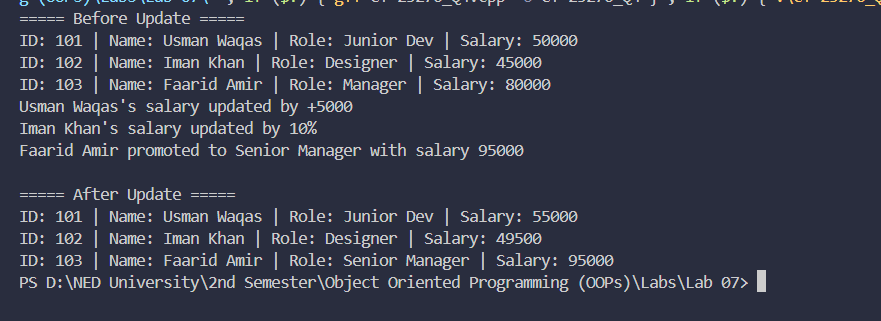 ===== Before Update =====
ID: 101 | Name: Usman Waqas | Role: Junior Dev | Salary: 50000
ID: 102 | Name: Iman Khan | Role: Designer | Salary: 45000
ID: 103 | Name: Faarid Amir | Role: Manager | Salary: 80000
Usman Waqas's salary updated by +5000
Iman Khan's salary updated by 10%
Faarid Amir promoted to Senior Manager with salary 95000
===== After Update =====
ID: 101 | Name: Usman Waqas | Role: Junior Dev | Salary: 55000
ID: 102 | Name: Iman Khan | Role: Designer | Salary: 49500
ID: 103 | Name: Faarid Amir | Role: Senior Manager | Salary: 95000
PS D:\NED University\2nd Semester\Object Oriented Programming (OOPs)\Labs\Lab 07>